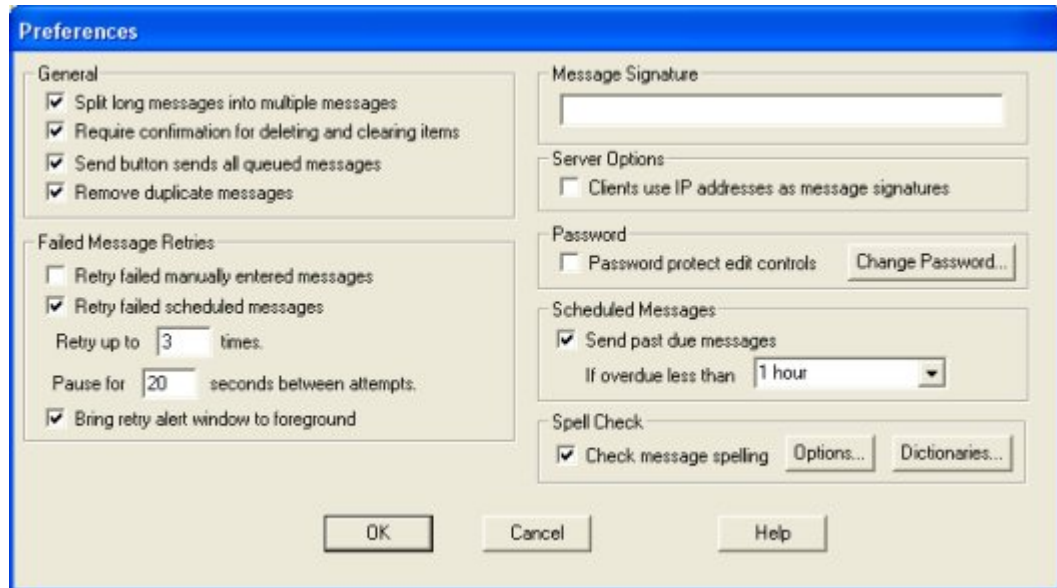 Preferences
General
Split long messages into multiple messages
Require confirmation for deleting and clearing items
Send button sends all queued messages
Remove duplicate messages
Failed Message Retries
Retry failed manually entered messages
Retry failed scheduled messages
Retry up to 3 times.
Pause for 20 seconds between attempts.
Bring retry alert window to foreground
Message Signature
Server Options
Clients use IP addresses as message signatures
Password
Password protect edit controls Change Password...
Scheduled Messages
Send past due messages
If overdue less than 1 hour
Spell Check
Check message spelling Options... Dictionaries...
OK Cancel Help